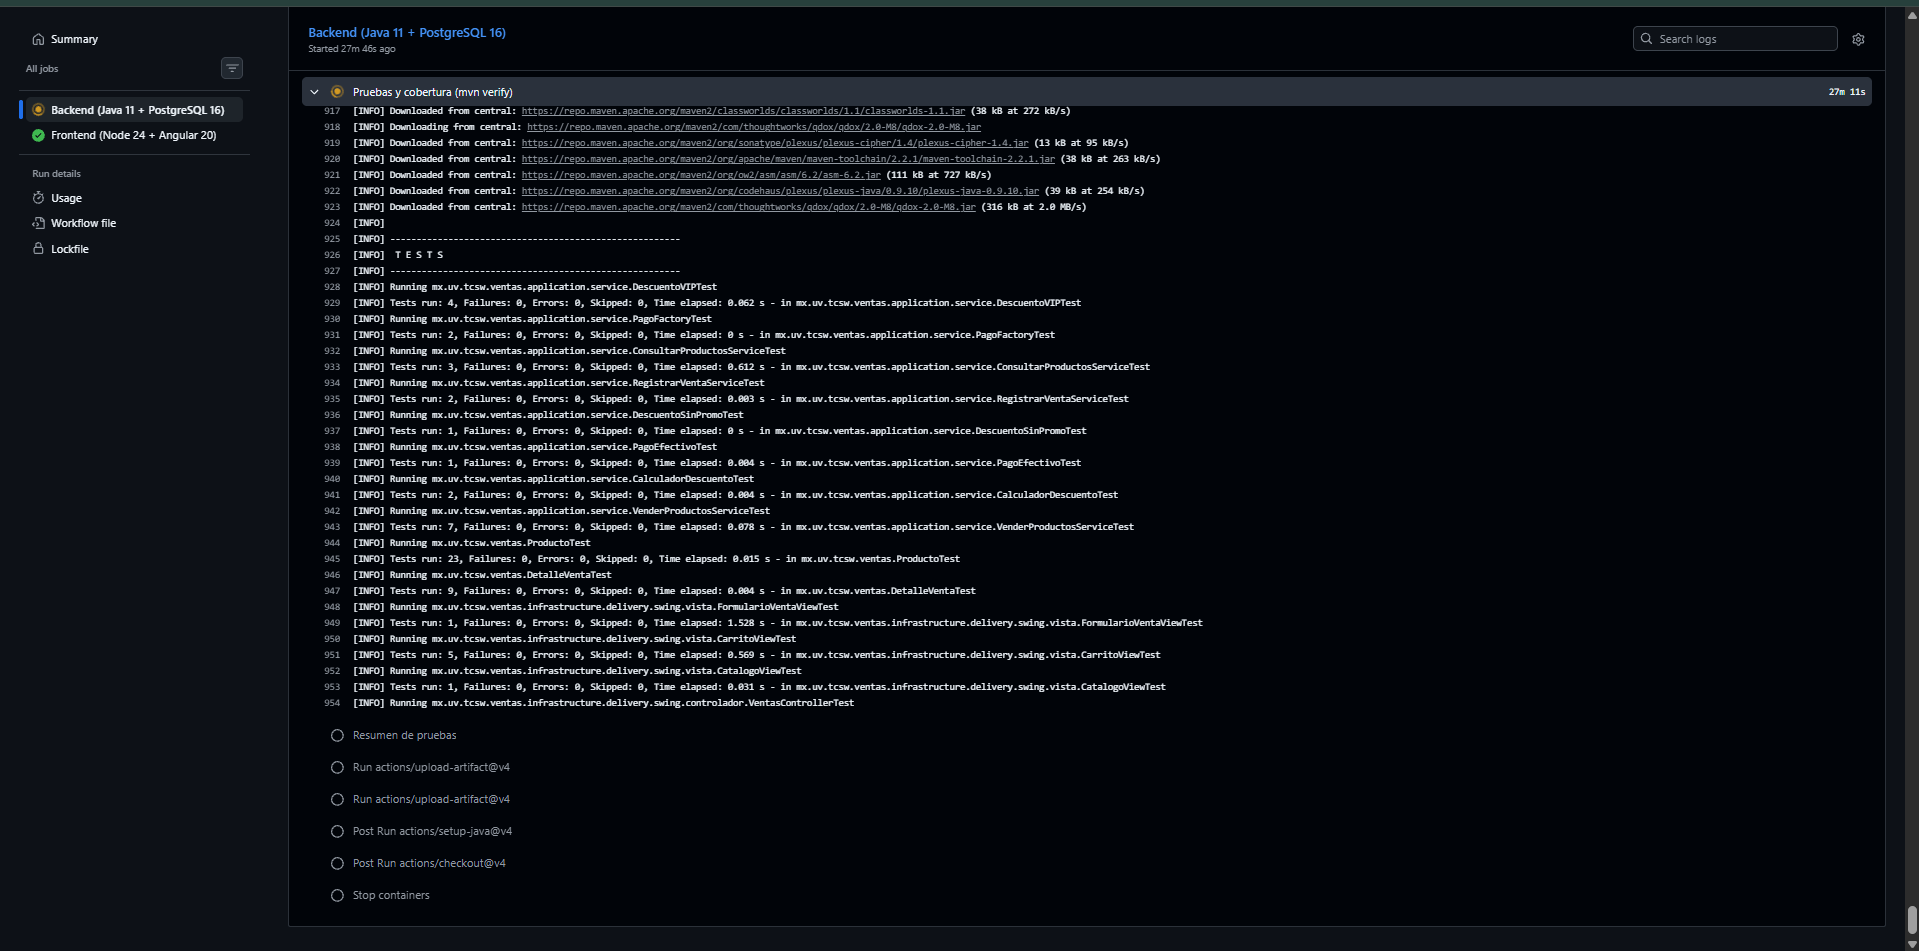 Summary
All jobs
Backend (Java 11 + PostgreSQL 16)
Frontend (Node 24 + Angular 20)
Run details
Usage
Workflow file
Lockfile
Backend (Java 11 + PostgreSQL 16)
Started 27m 46s ago
Search logs
Pruebas y cobertura (mvn verify)
27m 11s
917 [INFO] Downloaded from central: https://repo.maven.apache.org/maven2/classworlds/classworlds/1.1/classworlds-1.1.jar (38 kB at 272 kB/s)
918 [INFO] Downloading from central: https://repo.maven.apache.org/maven2/com/thoughtworks/qdox/qdox/2.0-M8/qdox-2.0-M8.jar
919 [INFO] Downloaded from central: https://repo.maven.apache.org/maven2/org/sonatype/plexus/plexus-cipher/1.4/plexus-cipher-1.4.jar (13 kB at 95 kB/s)
920 [INFO] Downloaded from central: https://repo.maven.apache.org/maven2/org/apache/maven/maven-toolchain/2.2.1/maven-toolchain-2.2.1.jar (38 kB at 263 kB/s)
921 [INFO] Downloaded from central: https://repo.maven.apache.org/maven2/org/ow2/asm/asm/6.2/asm-6.2.jar (111 kB at 727 kB/s)
922 [INFO] Downloaded from central: https://repo.maven.apache.org/maven2/org/codehaus/plexus/plexus-java/0.9.10/plexus-java-0.9.10.jar (39 kB at 254 kB/s)
923 [INFO] Downloaded from central: https://repo.maven.apache.org/maven2/com/thoughtworks/qdox/qdox/2.0-M8/qdox-2.0-M8.jar (316 kB at 2.0 MB/s)
924 [INFO]
925 [INFO] -------------------------------------------------------
926 [INFO]  T E S T S
927 [INFO] -------------------------------------------------------
928 [INFO] Running mx.uv.tcsw.ventas.application.service.DescuentoVIPTest
929 [INFO] Tests run: 4, Failures: 0, Errors: 0, Skipped: 0, Time elapsed: 0.062 s - in mx.uv.tcsw.ventas.application.service.DescuentoVIPTest
930 [INFO] Running mx.uv.tcsw.ventas.application.service.PagoFactoryTest
931 [INFO] Tests run: 2, Failures: 0, Errors: 0, Skipped: 0, Time elapsed: 0 s - in mx.uv.tcsw.ventas.application.service.PagoFactoryTest
932 [INFO] Running mx.uv.tcsw.ventas.application.service.ConsultarProductosServiceTest
933 [INFO] Tests run: 3, Failures: 0, Errors: 0, Skipped: 0, Time elapsed: 0.612 s - in mx.uv.tcsw.ventas.application.service.ConsultarProductosServiceTest
934 [INFO] Running mx.uv.tcsw.ventas.application.service.RegistrarVentaServiceTest
935 [INFO] Tests run: 2, Failures: 0, Errors: 0, Skipped: 0, Time elapsed: 0.003 s - in mx.uv.tcsw.ventas.application.service.RegistrarVentaServiceTest
936 [INFO] Running mx.uv.tcsw.ventas.application.service.DescuentoSinPromoTest
937 [INFO] Tests run: 1, Failures: 0, Errors: 0, Skipped: 0, Time elapsed: 0 s - in mx.uv.tcsw.ventas.application.service.DescuentoSinPromoTest
938 [INFO] Running mx.uv.tcsw.ventas.application.service.PagoEfectivoTest
939 [INFO] Tests run: 1, Failures: 0, Errors: 0, Skipped: 0, Time elapsed: 0.004 s - in mx.uv.tcsw.ventas.application.service.PagoEfectivoTest
940 [INFO] Running mx.uv.tcsw.ventas.application.service.CalculadorDescuentoTest
941 [INFO] Tests run: 2, Failures: 0, Errors: 0, Skipped: 0, Time elapsed: 0.004 s - in mx.uv.tcsw.ventas.application.service.CalculadorDescuentoTest
942 [INFO] Running mx.uv.tcsw.ventas.application.service.VenderProductosServiceTest
943 [INFO] Tests run: 7, Failures: 0, Errors: 0, Skipped: 0, Time elapsed: 0.078 s - in mx.uv.tcsw.ventas.application.service.VenderProductosServiceTest
944 [INFO] Running mx.uv.tcsw.ventas.ProductoTest
945 [INFO] Tests run: 23, Failures: 0, Errors: 0, Skipped: 0, Time elapsed: 0.015 s - in mx.uv.tcsw.ventas.ProductoTest
946 [INFO] Running mx.uv.tcsw.ventas.DetalleVentaTest
947 [INFO] Tests run: 9, Failures: 0, Errors: 0, Skipped: 0, Time elapsed: 0.004 s - in mx.uv.tcsw.ventas.DetalleVentaTest
948 [INFO] Running mx.uv.tcsw.ventas.infrastructure.delivery.swing.vista.FormularioVentaViewTest
949 [INFO] Tests run: 1, Failures: 0, Errors: 0, Skipped: 0, Time elapsed: 1.528 s - in mx.uv.tcsw.ventas.infrastructure.delivery.swing.vista.FormularioVentaViewTest
950 [INFO] Running mx.uv.tcsw.ventas.infrastructure.delivery.swing.vista.CarritoViewTest
951 [INFO] Tests run: 5, Failures: 0, Errors: 0, Skipped: 0, Time elapsed: 0.569 s - in mx.uv.tcsw.ventas.infrastructure.delivery.swing.vista.CarritoViewTest
952 [INFO] Running mx.uv.tcsw.ventas.infrastructure.delivery.swing.vista.CatalogoViewTest
953 [INFO] Tests run: 1, Failures: 0, Errors: 0, Skipped: 0, Time elapsed: 0.031 s - in mx.uv.tcsw.ventas.infrastructure.delivery.swing.vista.CatalogoViewTest
954 [INFO] Running mx.uv.tcsw.ventas.infrastructure.delivery.swing.controlador.VentasControllerTest
Resumen de pruebas
Run actions/upload-artifact@v4
Run actions/upload-artifact@v4
Post Run actions/setup-java@v4
Post Run actions/checkout@v4
Stop containers